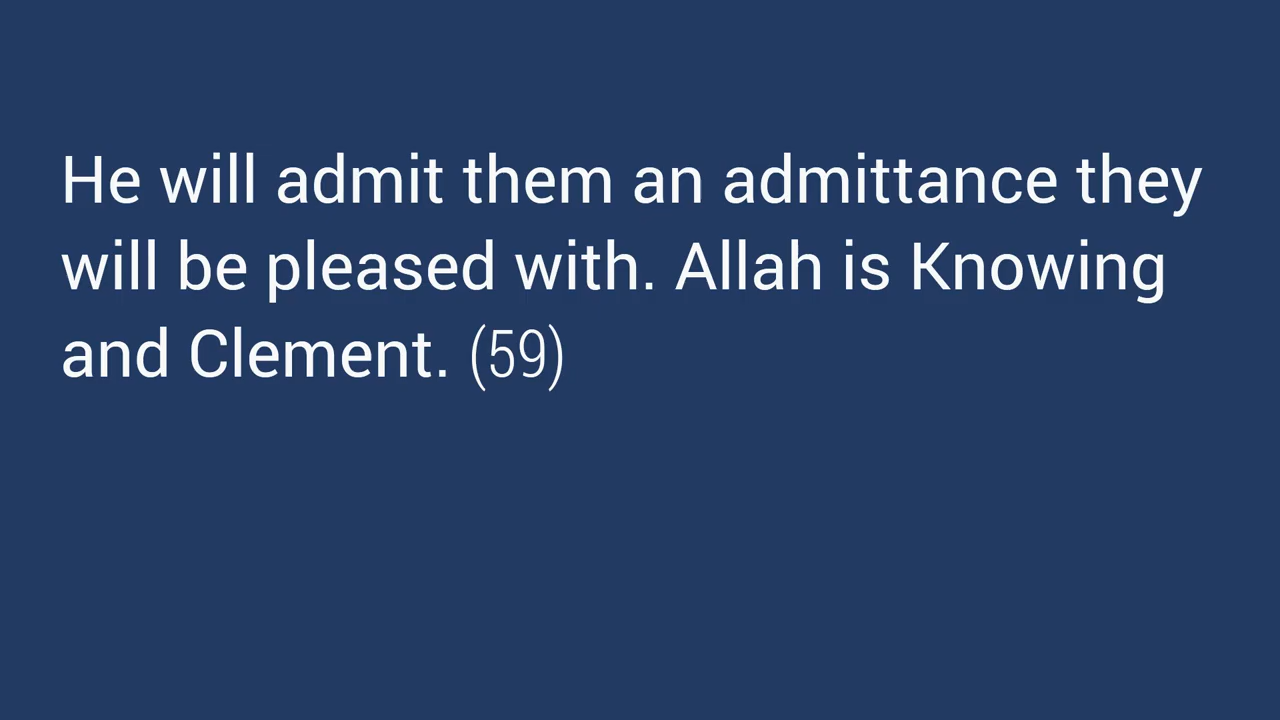 He will admit them an admittance they
will be pleased with. Allah is Knowing
and Clement. (59)